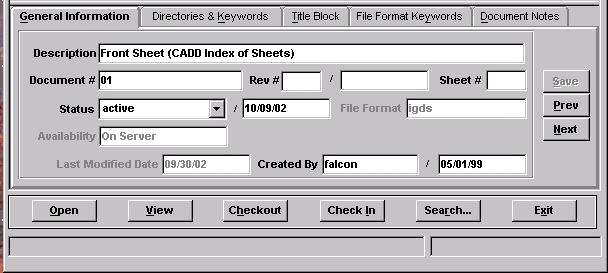 General Information Directories & Keywords Title Block File Format Keywords Document Notes
Description Front Sheet (CADD Index of Sheets)
Document # 01 Rev # / Sheet #
Save
Status active / 10/09/02 File Format igds
Prev
Availability On Server
Next
Last Modified Date 09/30/02 Created By falcon / 05/01/99
Open View Checkout Check In Search... Exit